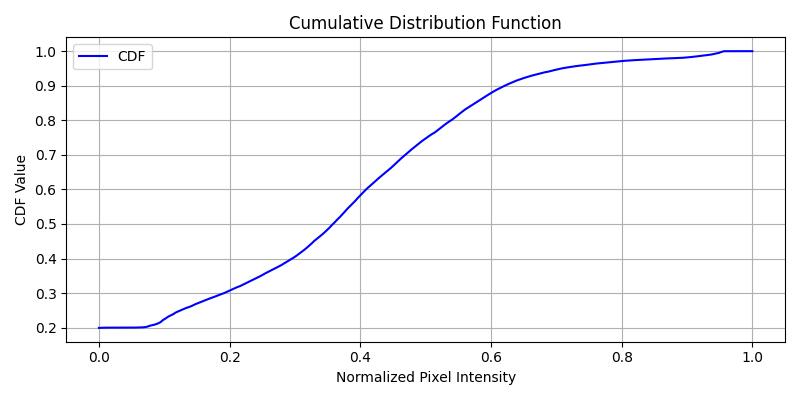 Cumulative Distribution Function
CDF
CDF Value
1.0
0.9
0.8
0.7
0.6
0.5
0.4
0.3
0.2
0.0 0.2 0.4 0.6 0.8 1.0
Normalized Pixel Intensity